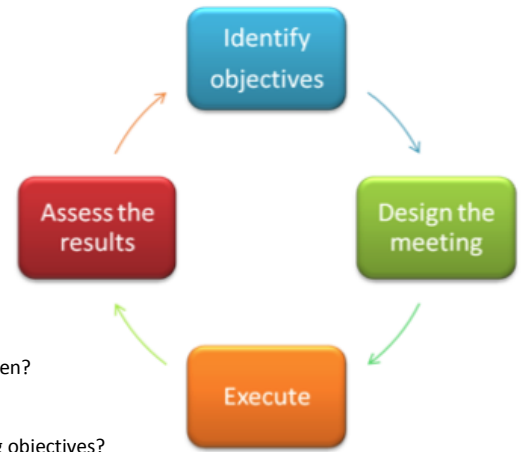 Identify
objectives
Assess the
results
Design the
meeting
en?
Execute
objectives?